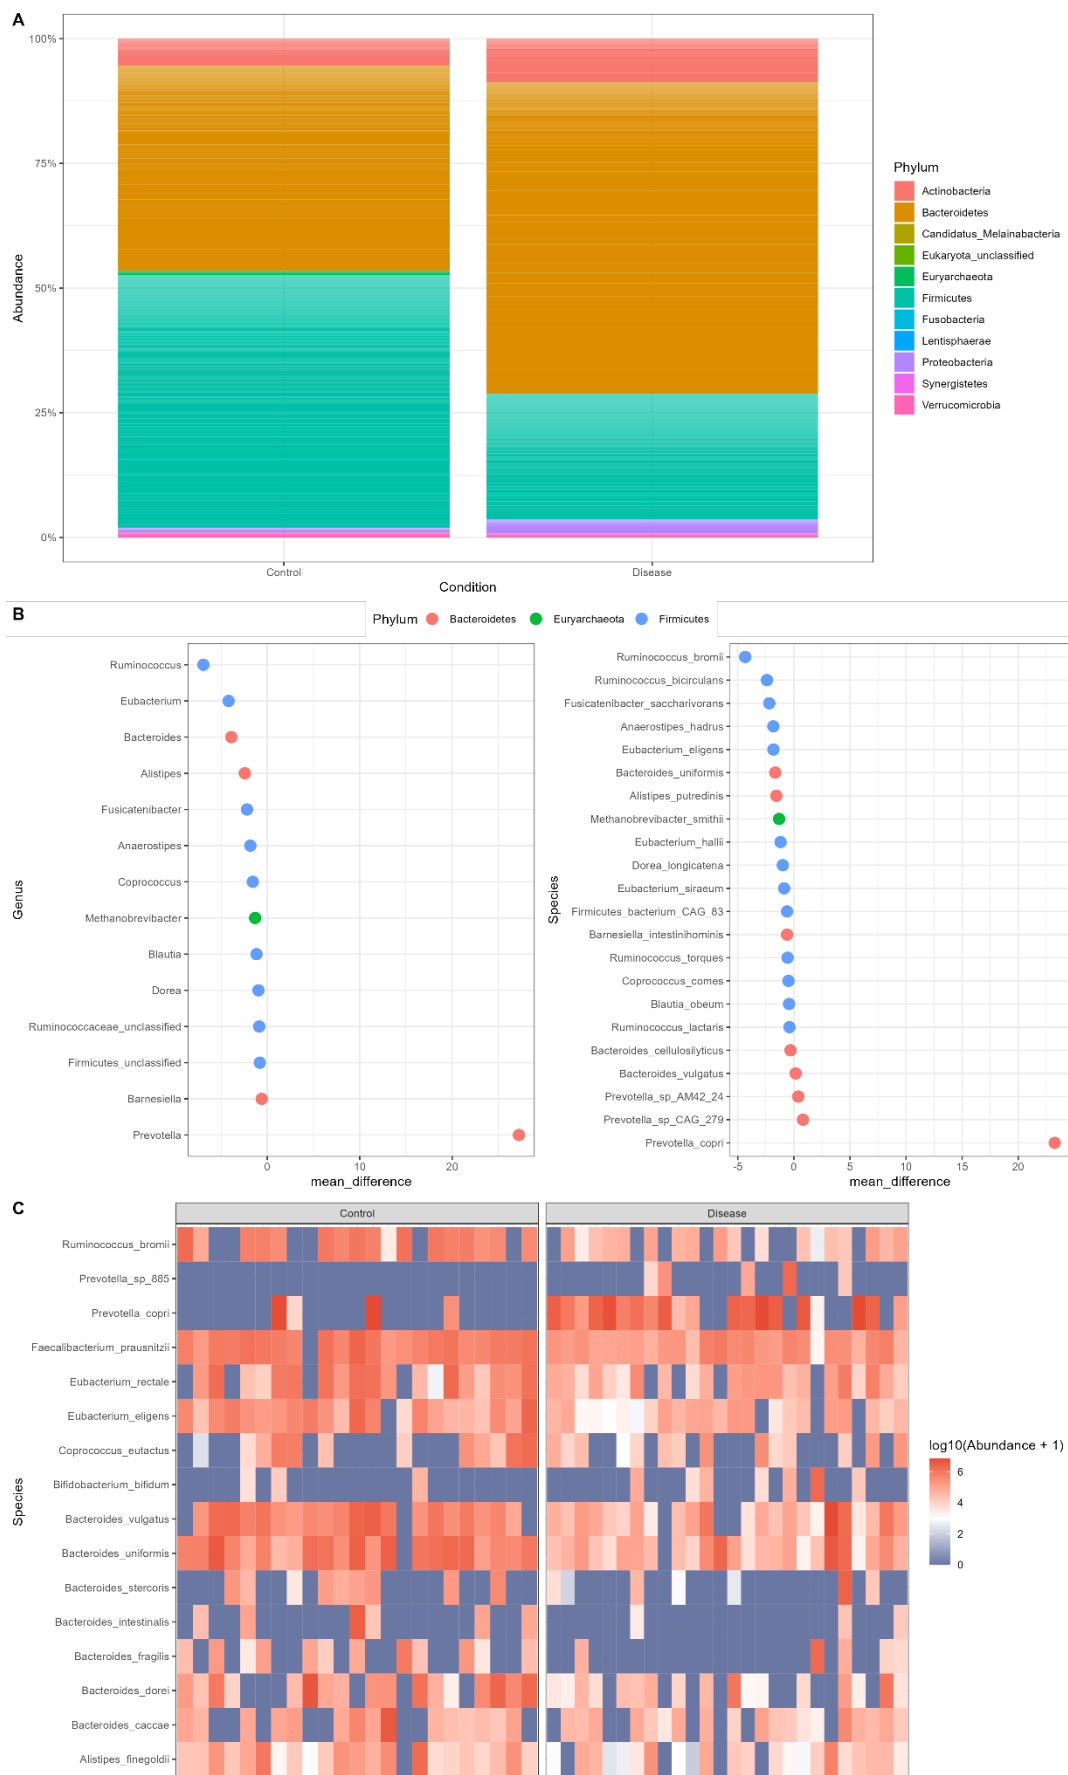 A
100%
75%
50%
25%
0%
Abundance
Control
Disease
Condition
Phylum
Actinobacteria
Bacteroidetes
Candidatus_Melainabacteria
Eukaryota_unclassified
Euryarchaeota
Firmicutes
Fusobacteria
Lentisphaerae
Proteobacteria
Synergistetes
Verrucomicrobia
B
Phylum Bacteroidetes Euryarchaeota Firmicutes
Genus
Ruminococcus
Eubacterium
Bacteroides
Alistipes
Fusicatenibacter
Anaerostipes
Coprococcus
Methanobrevibacter
Blautia
Dorea
Ruminococcaceae_unclassified
Firmicutes_unclassified
Barnesiella
Prevotella
0 10 20
mean_difference
Species
Ruminococcus_bromii
Ruminococcus_bicirculans
Fusicatenibacter_saccharivorans
Anaerostipes_hadrus
Eubacterium_eligens
Bacteroides_uniformis
Alistipes_putredinis
Methanobrevibacter_smithii
Eubacterium_hallii
Dorea_longicatena
Eubacterium_siraeum
Firmicutes_bacterium_CAG_83
Barnesiella_intestinihominis
Ruminococcus_torques
Coprococcus_comes
Blautia_obeum
Ruminococcus_lactaris
Bacteroides_cellulosilyticus
Bacteroides_vulgatus
Prevotella_sp_AM42_24
Prevotella_sp_CAG_279
Prevotella_copri
-5 0 5 10 15 20
mean_difference
C
Control
Disease
Species
Ruminococcus_bromii
Prevotella_sp_885
Prevotella_copri
Faecalibacterium_prausnitzii
Eubacterium_rectale
Eubacterium_eligens
Coprococcus_eutactus
Bifidobacterium_bifidum
Bacteroides_vulgatus
Bacteroides_uniformis
Bacteroides_stercoris
Bacteroides_intestinalis
Bacteroides_fragilis
Bacteroides_dorei
Bacteroides_caccae
Alistipes_finegoldii
log10(Abundance + 1)
6
4
2
0